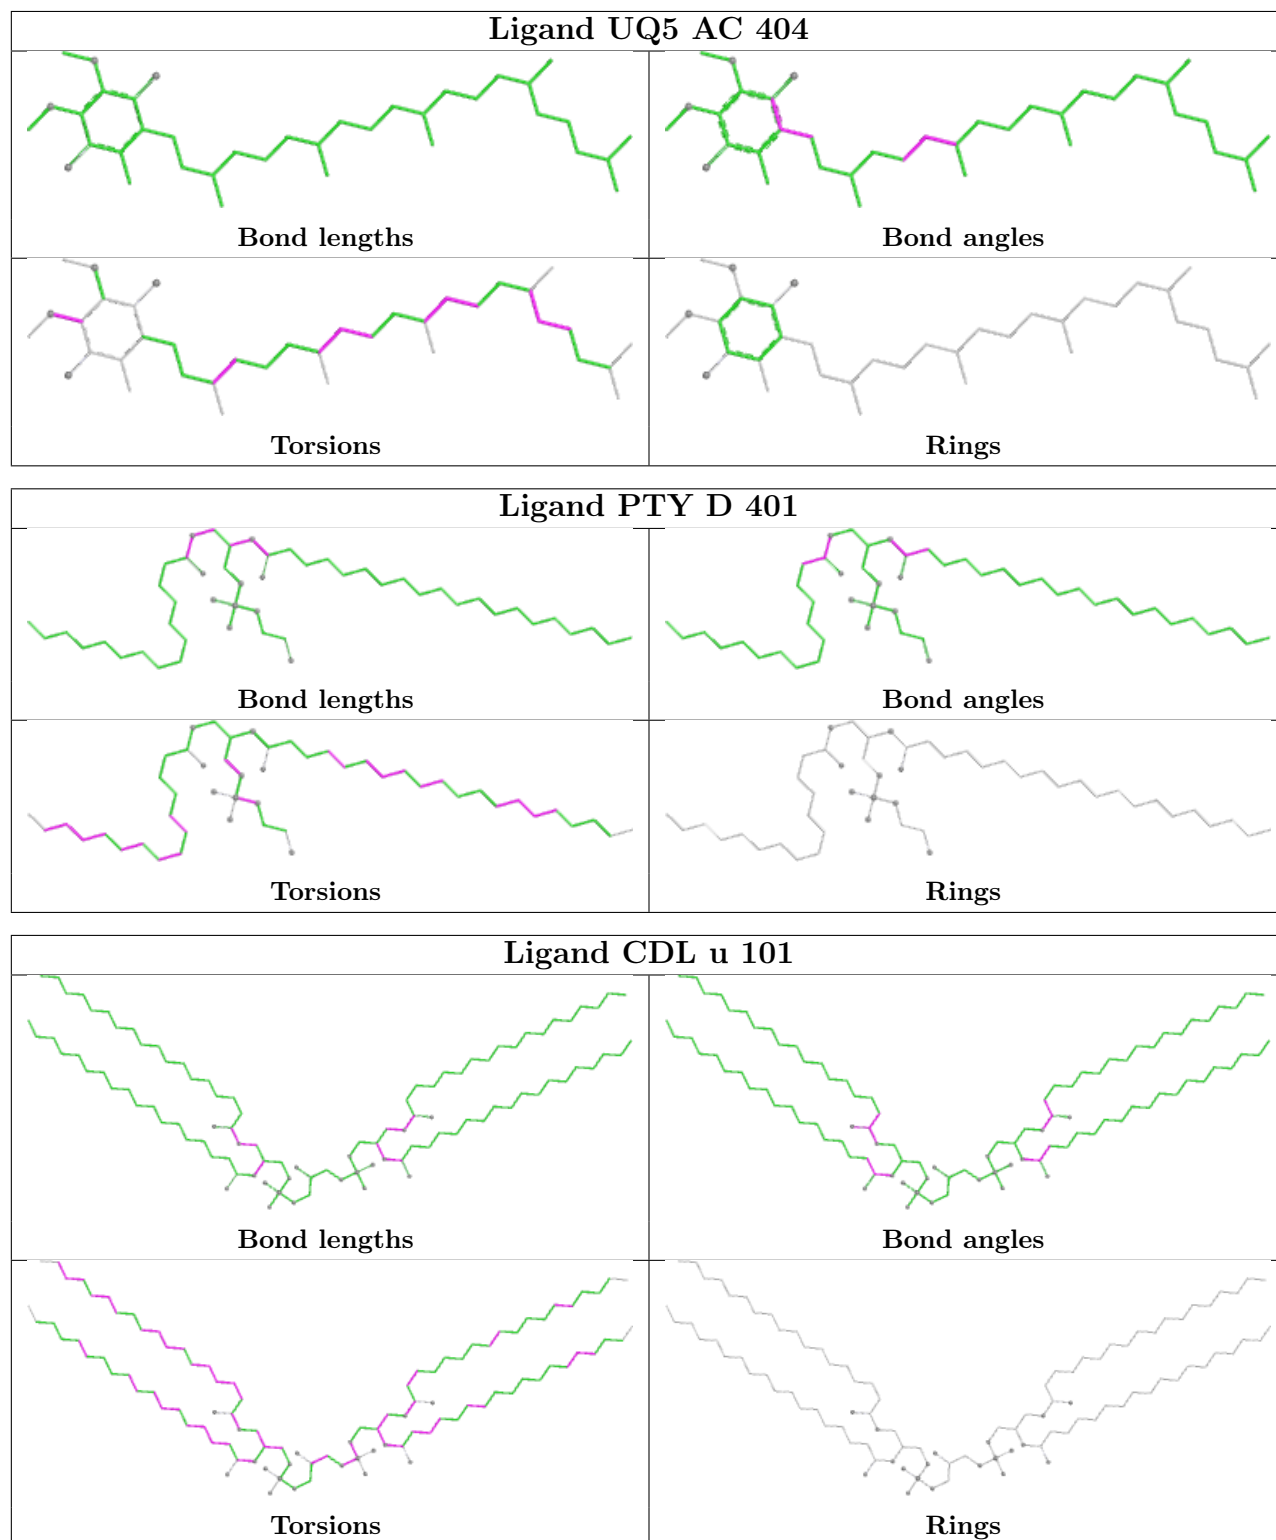 Ligand UQ5 AC 404
Bond lengths
Bond angles
Torsions
Rings
Ligand PTY D 401
Bond lengths
Bond angles
Torsions
Rings
Ligand CDL u 101
Bond lengths
Bond angles
Torsions
Rings